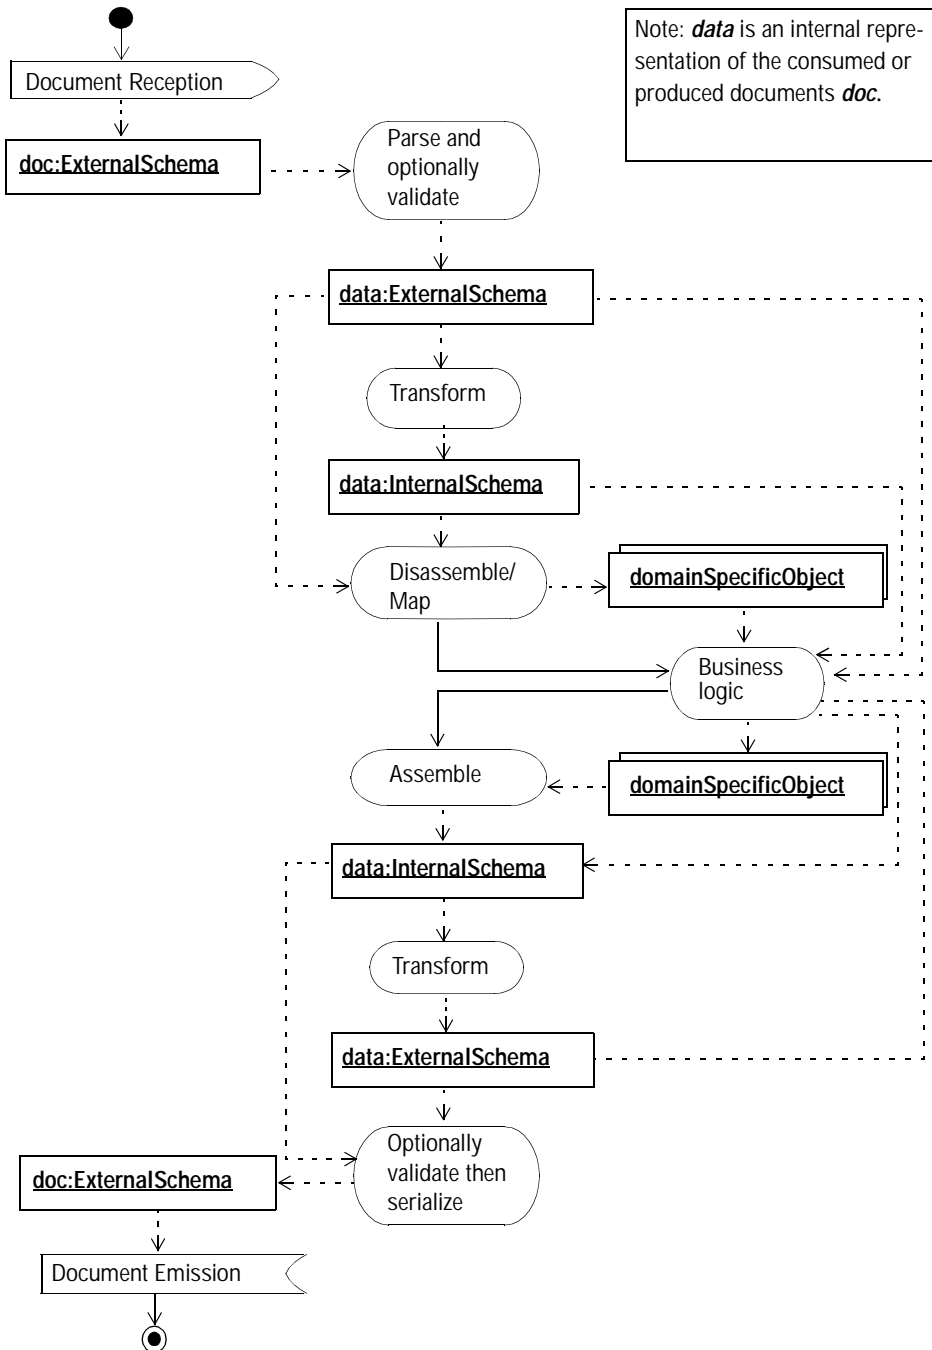 Note: data is an internal repre-
sentation of the consumed or
produced documents doc.
Document Reception
doc:ExternalSchema
Parse and
optionally
validate
data:ExternalSchema
Transform
data:InternalSchema
Disassemble/
Map
domainSpecificObject
Business
logic
Assemble
domainSpecificObject
data:InternalSchema
Transform
data:ExternalSchema
Optionally
validate then
serialize
doc:ExternalSchema
Document Emission